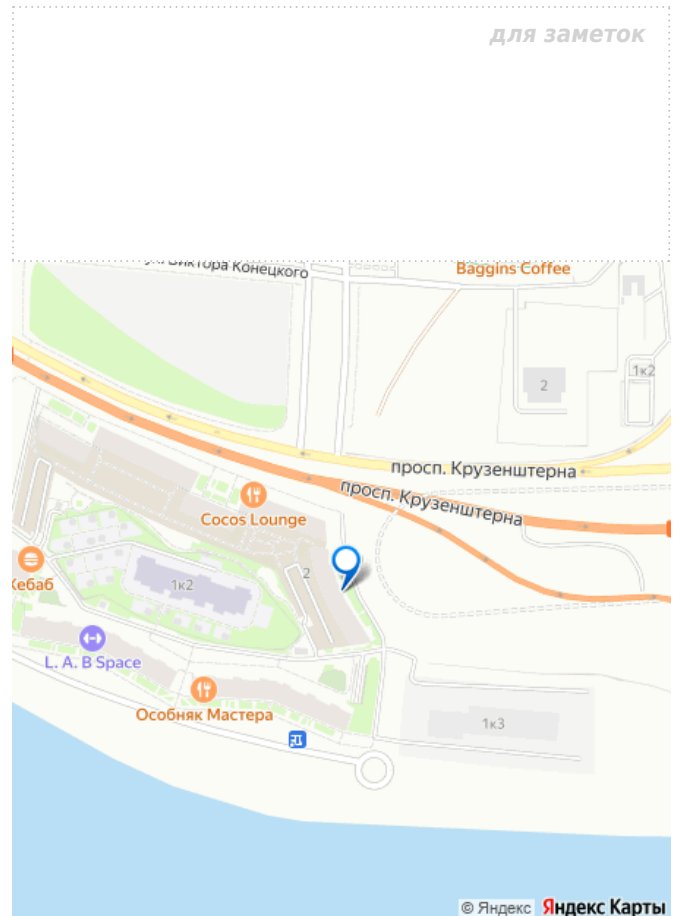 для заметок
Виктора Конецкого
Baggins Coffee
1к2
2
просп. Крузенштерна
просп. Крузенштерна
Cocos Lounge
Кебаб
1к2
2
L. A. B Space
Особняк Мастера
1к3
© Яндекс Яндекс Карты